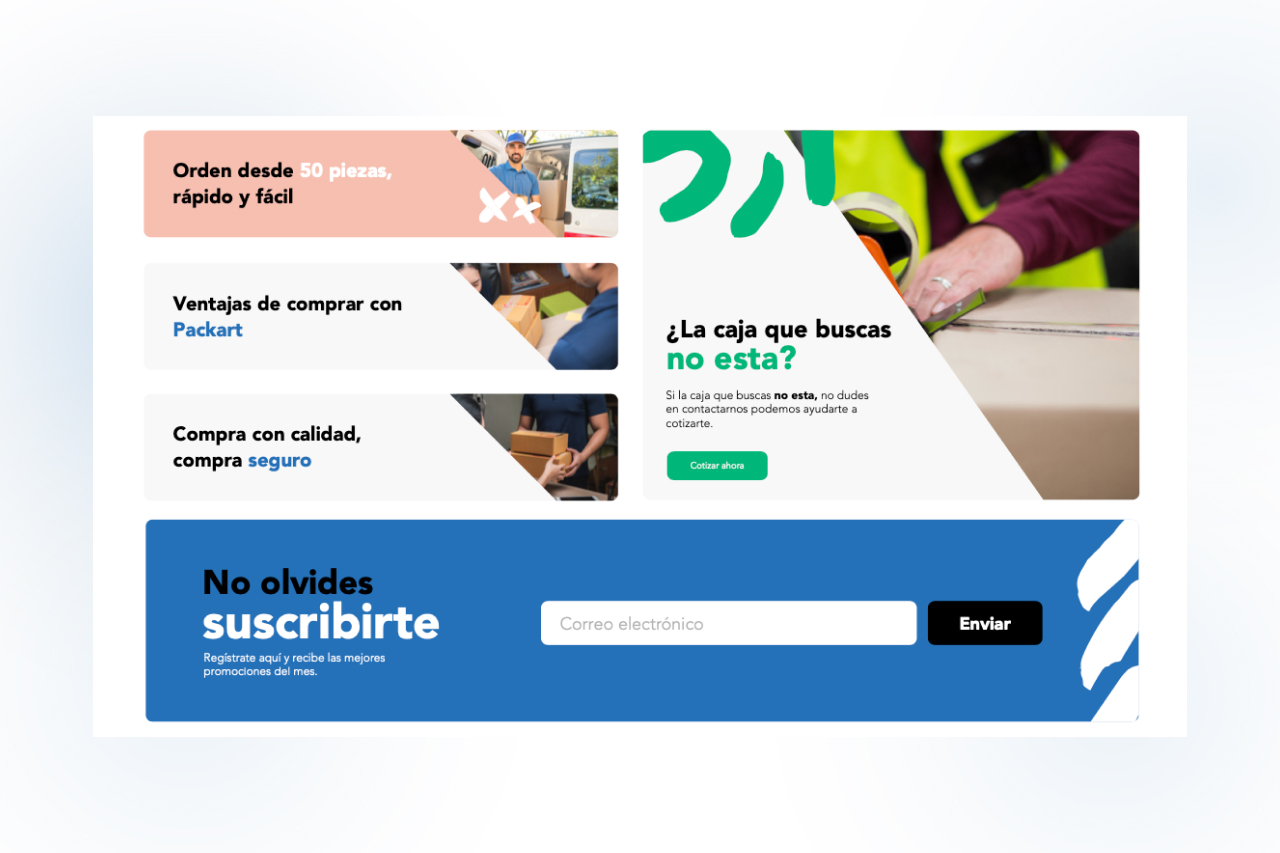 Orden desde 50 piezas,
rápido y fácil
Ventajas de comprar con
Packart
Compra con calidad,
compra seguro
¿La caja que buscas
no esta?
Si la caja que buscas no esta, no dudes
en contactarnos podemos ayudarte a
cotizarte.
Cotizar ahora
No olvides
suscribirte
Regístrate aquí y recibe las mejores
promociones del mes.
Correo electrónico
Enviar